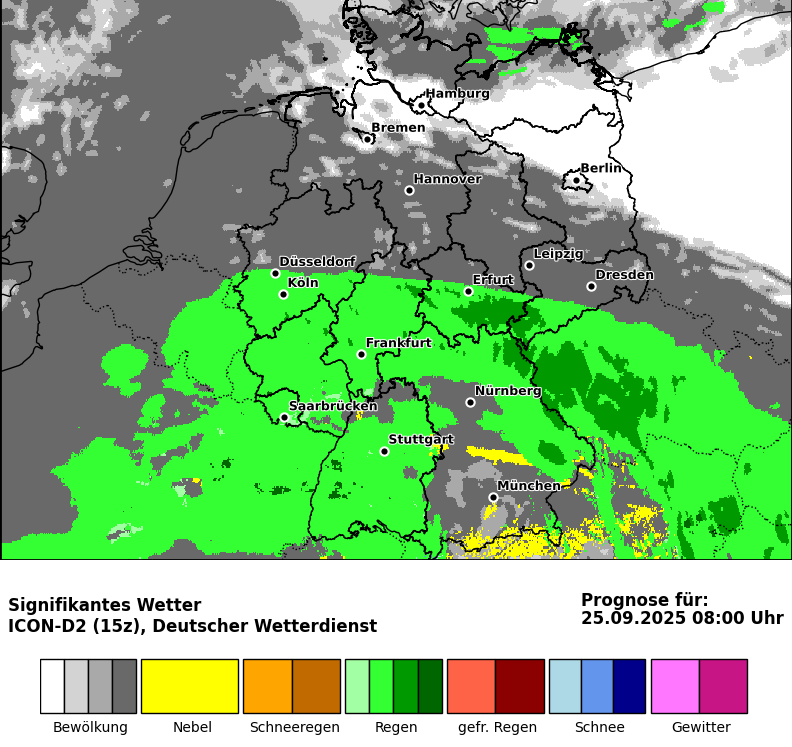 Hamburg
Bremen
Berlin
Hannover
Leipzig
Düsseldorf
Dresden
Köln
Erfurt
Frankfurt
Nürnberg
Saarbrücken
Stuttgart
München
Signifikantes Wetter
ICON-D2 (15z), Deutscher Wetterdienst
Prognose für:
25.09.2025 08:00 Uhr
Bewölkung
Nebel
Schneeregen
Regen
gefr. Regen
Schnee
Gewitter